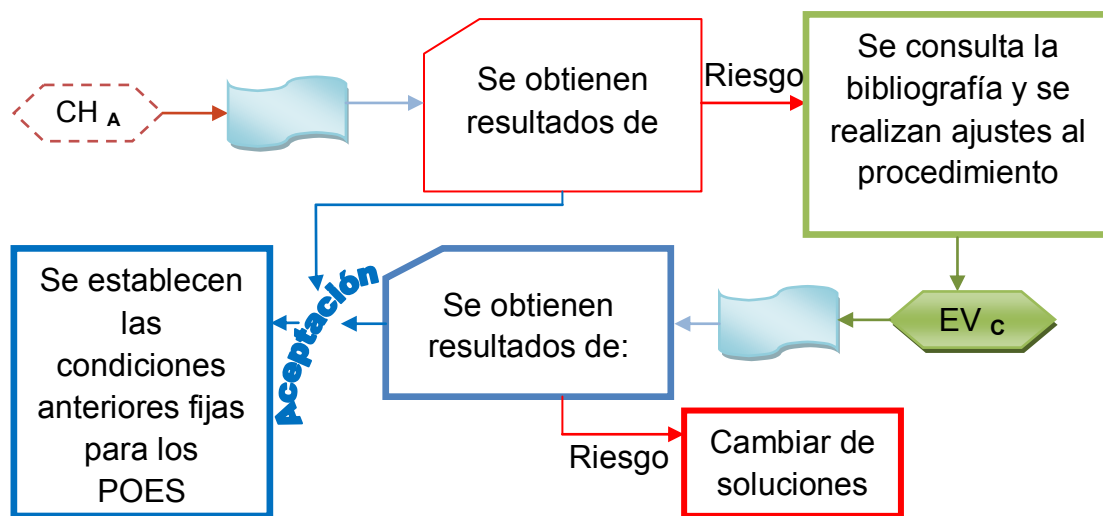 CH A
Se obtienen
resultados de
Riesgo
Se consulta la
bibliografía y se
realizan ajustes al
procedimiento
EV C
Se obtienen
resultados de:
Aceptación
Se establecen
las
condiciones
anteriores fijas
para los
POES
Riesgo
Cambiar de
soluciones